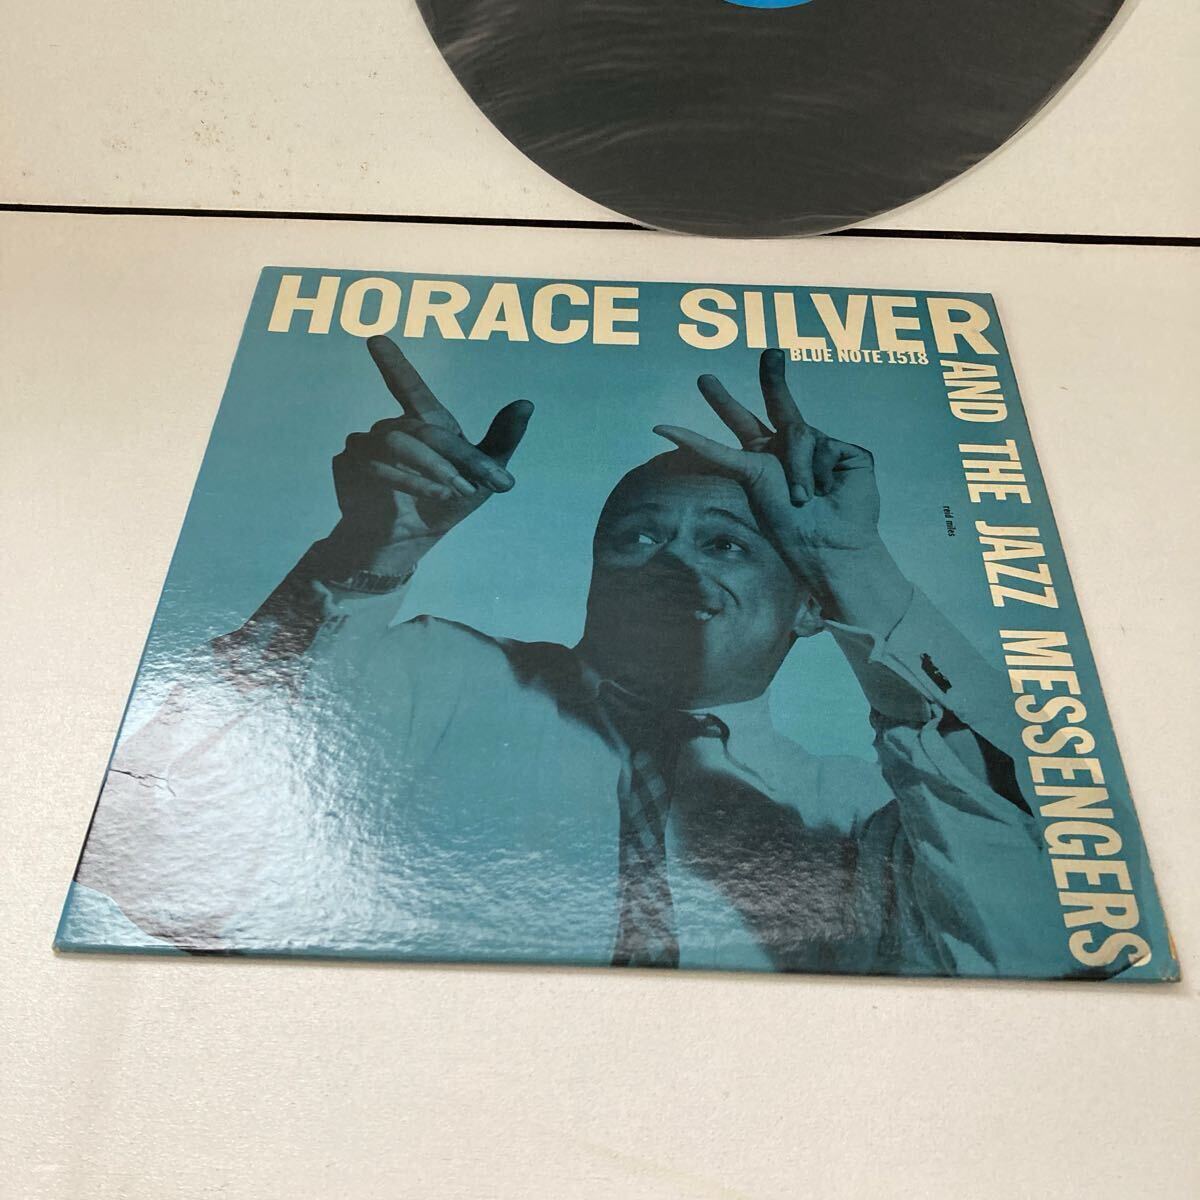 HORACE SILVER
BLUE NOTE 1518
AND THE JAZZ MESSENGERS
reid miles